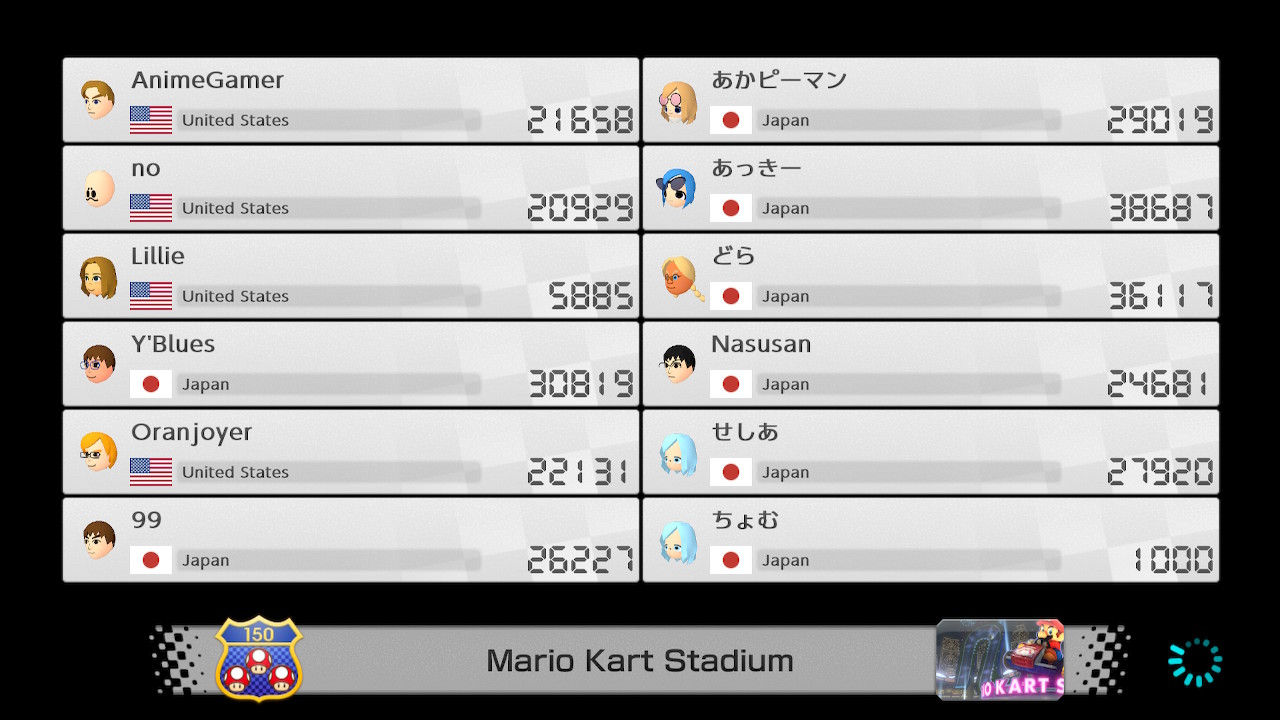 AnimeGamer
United States 21658
no
United States 20929
Lillie
United States 5885
Y'Blues
Japan 30819
Oranjoyer
United States 22131
99
Japan 26227
あかピーマン
Japan 29019
あっきー
Japan 38687
どら
Japan 36117
Nasusan
Japan 24681
せしあ
Japan 27920
ちょむ
Japan 1000
150
Mario Kart Stadium
IO KART S